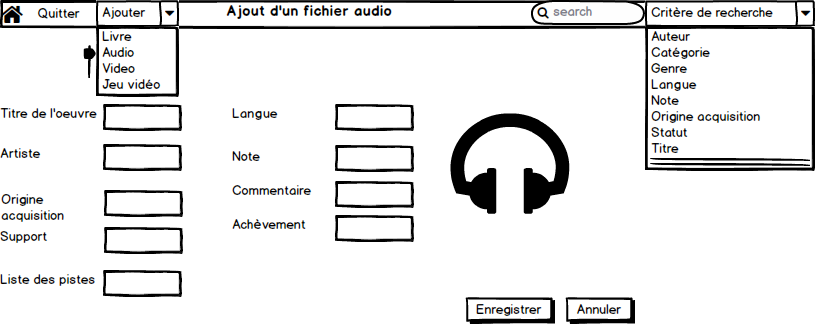 Quitter
Ajouter
Ajout d'un fichier audio
search
Critère de recherche
Livre
Audio
Video
Jeu vidéo
Auteur
Catégorie
Genre
Langue
Note
Origine acquisition
Statut
Titre
Titre de l'oeuvre
Artiste
Origine
acquisition
Support
Liste des pistes
Langue
Note
Commentaire
Achèvement
Enregistrer
Annuler